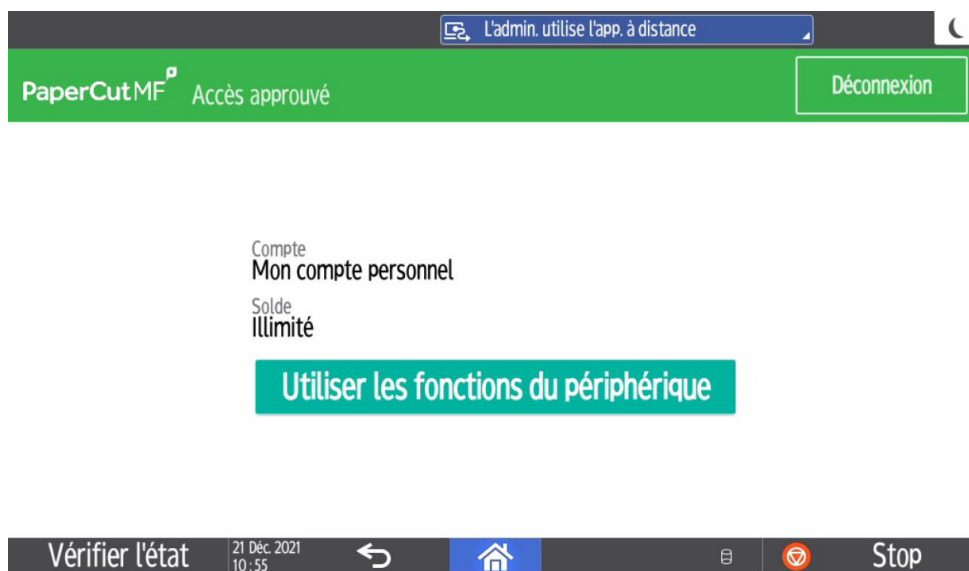 L'admin. utilise l'app. à distance
PaperCutMF Accès approuvé
Déconnexion
Compte
Mon compte personnel
Solde
Illimité
Utiliser les fonctions du périphérique
Vérifier l'état
21 Déc. 2021
10 : 55
Stop